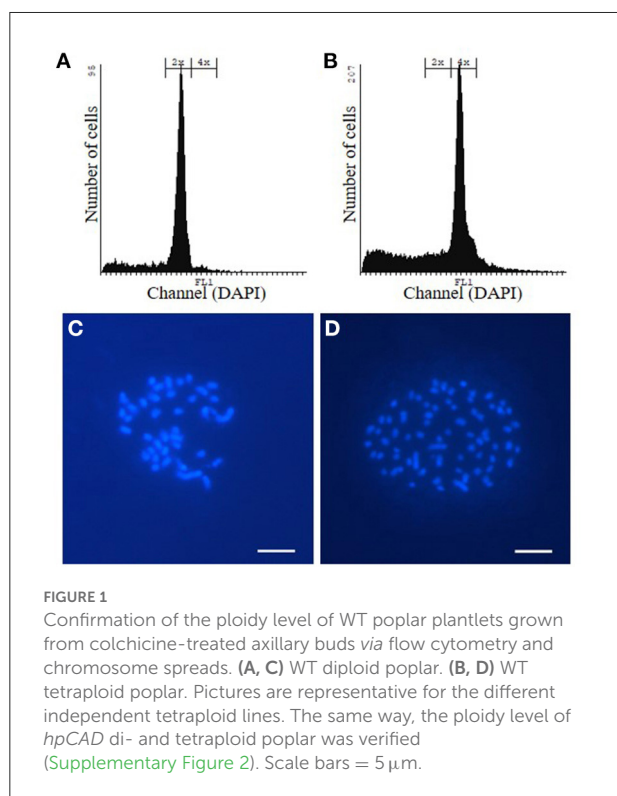 A
98
2x 4x
Number of cells
FL1
Channel (DAPI)
B
207
2x 4x
Number of cells
FL1
Channel (DAPI)
C
D
FIGURE 1
Confirmation of the ploidy level of WT poplar plantlets grown
from colchicine-treated axillary buds via flow cytometry and
chromosome spreads. (A, C) WT diploid poplar. (B, D) WT
tetraploid poplar. Pictures are representative for the different
independent tetraploid lines. The same way, the ploidy level of
hpCAD di- and tetraploid poplar was verified
(Supplementary Figure 2). Scale bars = 5 μm.